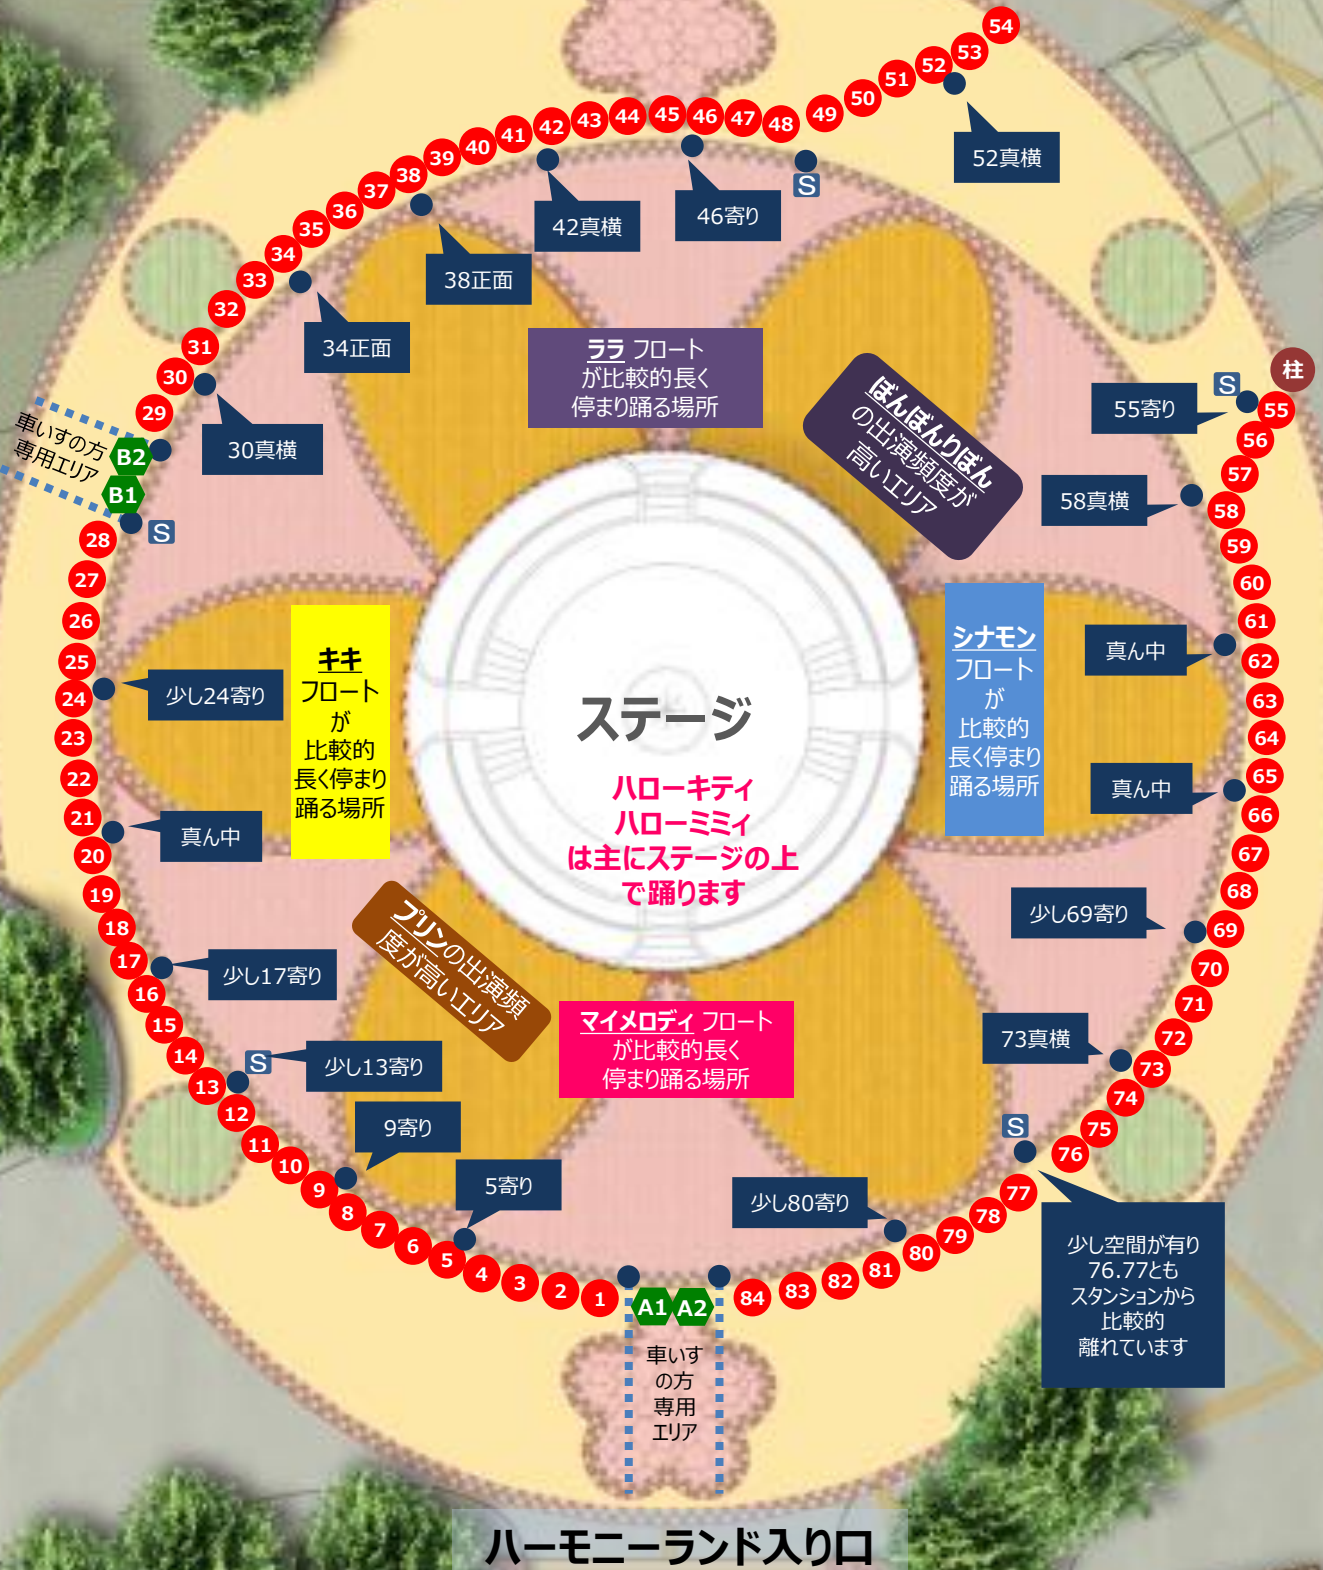 54
53
52
51
50
49
48
47
46
45
44
43
42
41
40
39
38
37
36
35
34
33
32
31
30
29
52真横
S
46寄り
42真横
38正面
34正面
30真横
ララ フロート
が比較的長く
停まり踊る場所
ぽんぽんりぼん
の出演頻度が
高いエリア
柱
S
55寄り
55
56
57
58真横
58
59
60
61
62
63
64
65
66
67
68
69
70
71
72
73
74
75
76
77
78
79
80
81
82
83
84
車いすの方
専用エリア
B2
B1
S
28
27
26
25
24
23
22
21
20
19
18
17
16
15
14
13
12
11
10
9
8
7
6
5
4
3
2
1
少し24寄り
真ん中
少し17寄り
S
少し13寄り
9寄り
5寄り
キキ
フロート
が
比較的
長く停まり
踊る場所
ステージ
ハローキティ
ハローミミィ
は主にステージの上
で踊ります
シナモン
フロート
が
比較的
長く停まり
踊る場所
真ん中
真ん中
少し69寄り
73真横
S
プリンの出演頻
度が高いエリア
マイメロディ フロート
が比較的長く
停まり踊る場所
少し80寄り
少し空間が有り
76.77とも
スタンションから
比較的
離れています
A1
A2
車いす
の方
専用
エリア
ハーモニーランド入り口